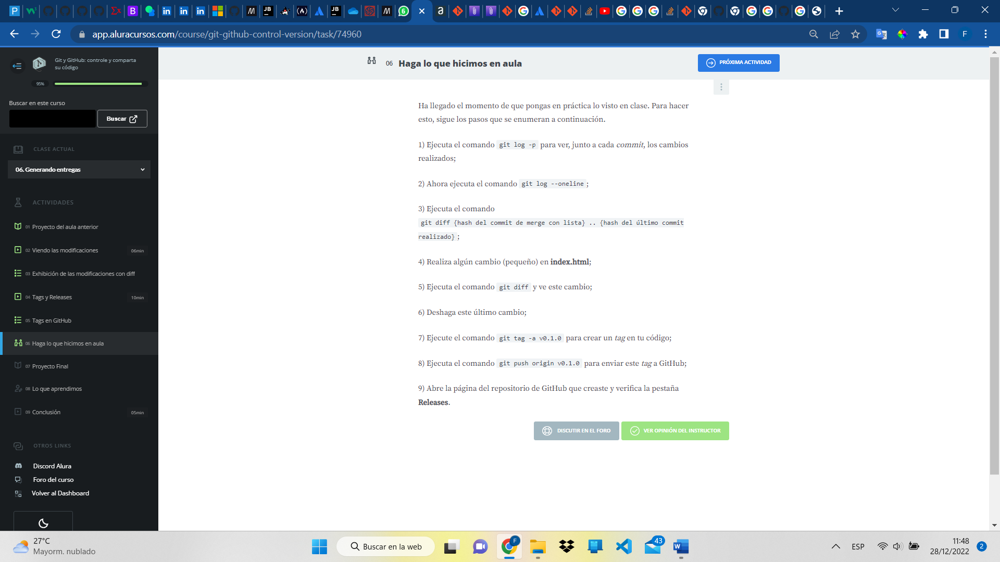 app.aluracursos.com/course/git-github-control-version/task/74960
F
Git y GitHub: controle y comparta
su código
95%
Buscar en este curso
Buscar
CLASE ACTUAL
06. Generando entregas
ACTIVIDADES
01 Proyecto del aula anterior
02 Viendo las modificaciones 06min
03 Exhibición de las modificaciones con diff
04 Tags y Releases 10min
05 Tags en GitHub
06 Haga lo que hicimos en aula
07 Proyecto Final
08 Lo que aprendimos
09 Conclusión 05min
OTROS LINKS
Discord Alura
Foro del curso
Volver al Dashboard
06 Haga lo que hicimos en aula
PRÓXIMA ACTIVIDAD
Ha llegado el momento de que pongas en práctica lo visto en clase. Para hacer
esto, sigue los pasos que se enumeran a continuación.
1) Ejecuta el comando git log -p para ver, junto a cada commit, los cambios
realizados;
2) Ahora ejecuta el comando git log --oneline;
3) Ejecuta el comando
git diff {hash del commit de merge con lista} .. {hash del último commit
realizado};
4) Realiza algún cambio (pequeño) en index.html;
5) Ejecuta el comando git diff y ve este cambio;
6) Deshaga este último cambio;
7) Ejecute el comando git tag -a v0.1.0 para crear un tag en tu código;
8) Ejecuta el comando git push origin v0.1.0 para enviar este tag a GitHub;
9) Abre la página del repositorio de GitHub que creaste y verifica la pestaña
Releases.
DISCUTIR EN EL FORO
VER OPINIÓN DEL INSTRUCTOR
27°C
Mayorm. nublado
Buscar en la web
F
43
ESP
11:48
28/12/2022
2